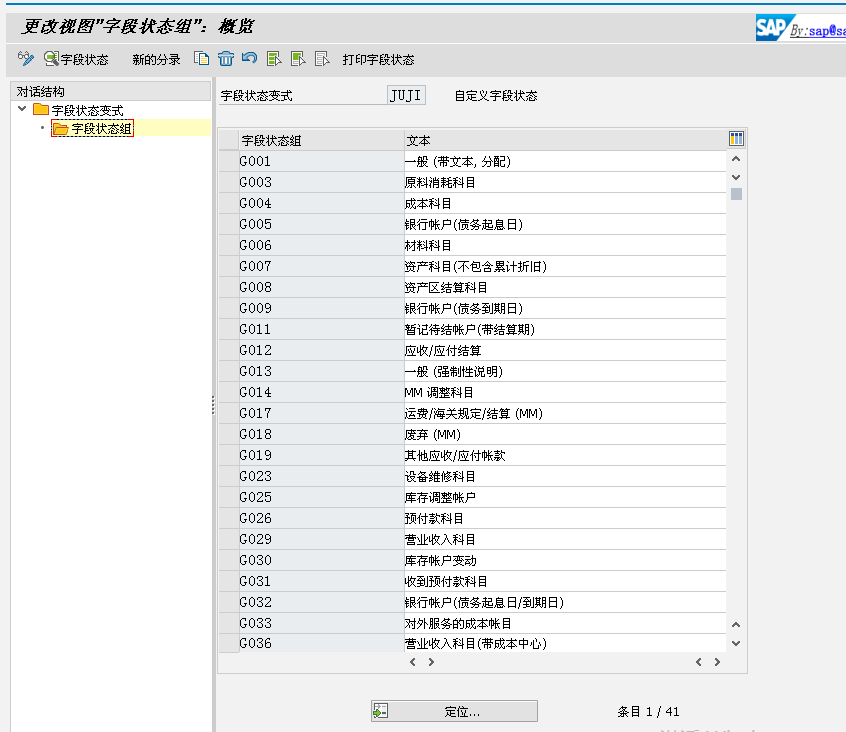 更改视图"字段状态组": 概览
SAP By:sap@sa
字段状态 新的分录 打印字段状态
对话结构
字段状态变式
字段状态组
字段状态变式 JUJI 自定义字段状态
字段状态组 文本
G001 一般 (带文本, 分配)
G003 原料消耗科目
G004 成本科目
G005 银行帐户(债务起息日)
G006 材料科目
G007 资产科目(不包含累计折旧)
G008 资产区结算科目
G009 银行帐户(债务到期日)
G011 暂记待结帐户(带结算期)
G012 应收/应付结算
G013 一般 (强制性说明)
G014 MM 调整科目
G017 运费/海关规定/结算 (MM)
G018 废弃 (MM)
G019 其他应收/应付帐款
G023 设备维修科目
G025 库存调整帐户
G026 预付款科目
G029 营业收入科目
G030 库存帐户变动
G031 收到预付款科目
G032 银行帐户(债务起息日/到期日)
G033 对外服务的成本帐目
G036 营业收入科目(带成本中心)
定位... 条目 1 / 41